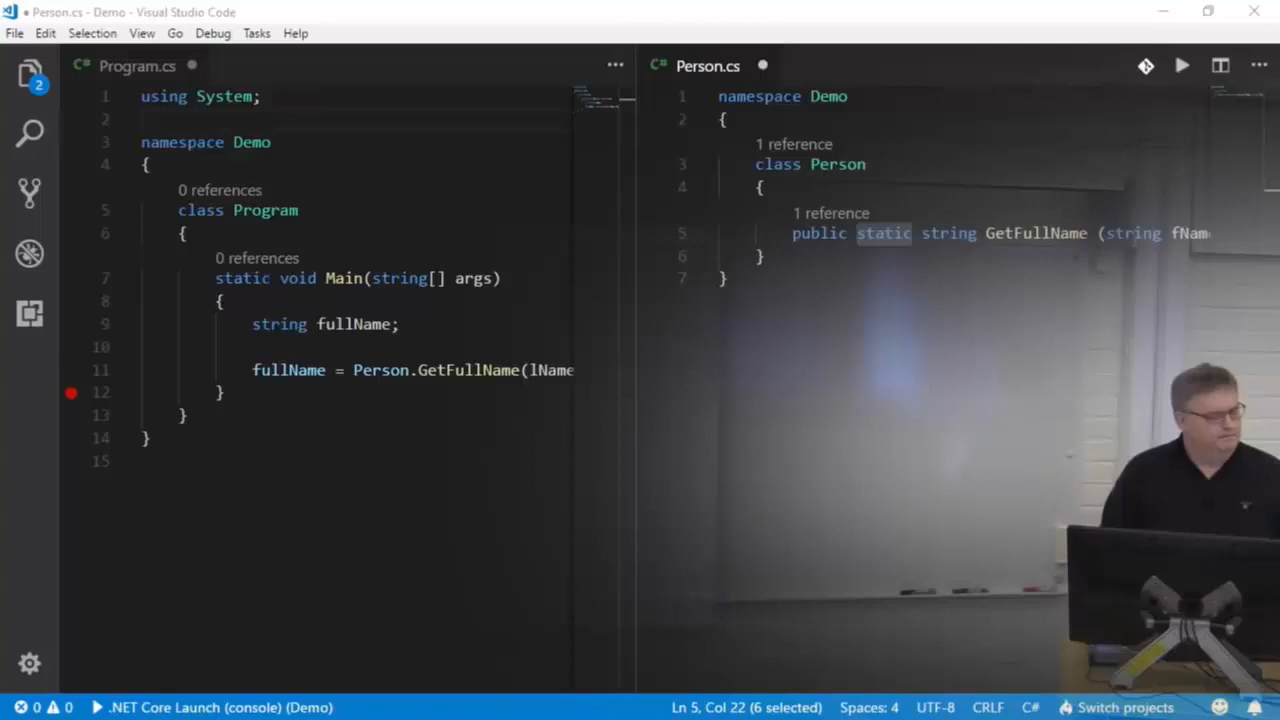 Person.cs - Demo - Visual Studio Code
File Edit Selection View Go Debug Tasks Help
2
C# Program.cs
1 using System;
2
3 namespace Demo
4 {
0 references
5 class Program
6 {
0 references
7 static void Main(string[] args)
8 {
9 string fullName;
10
11 fullName = Person.GetFullName(lName
12 }
13 }
14 }
15
C# Person.cs
1 namespace Demo
2 {
1 reference
3 class Person
4 {
1 reference
5 public static string GetFullName (string fNam
6 }
7 }
0 0 .NET Core Launch (console) (Demo) Ln 5, Col 22 (6 selected) Spaces: 4 UTF-8 CRLF C# Switch projects